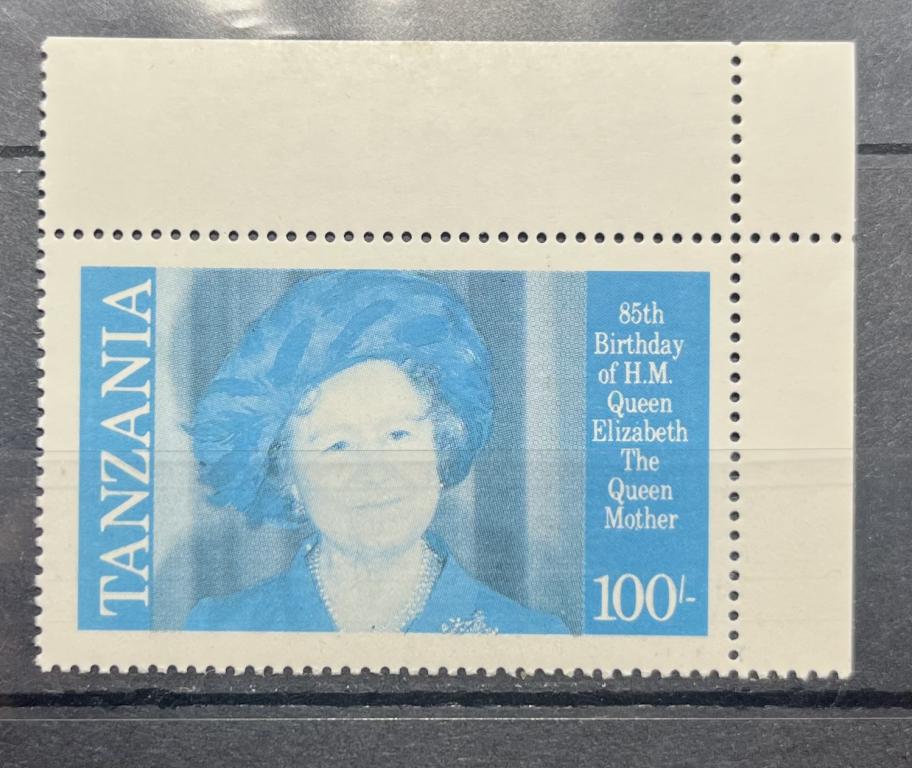 TANZANIA
85th
Birthday
of H.M.
Queen
Elizabeth
The
Queen
Mother
100/-